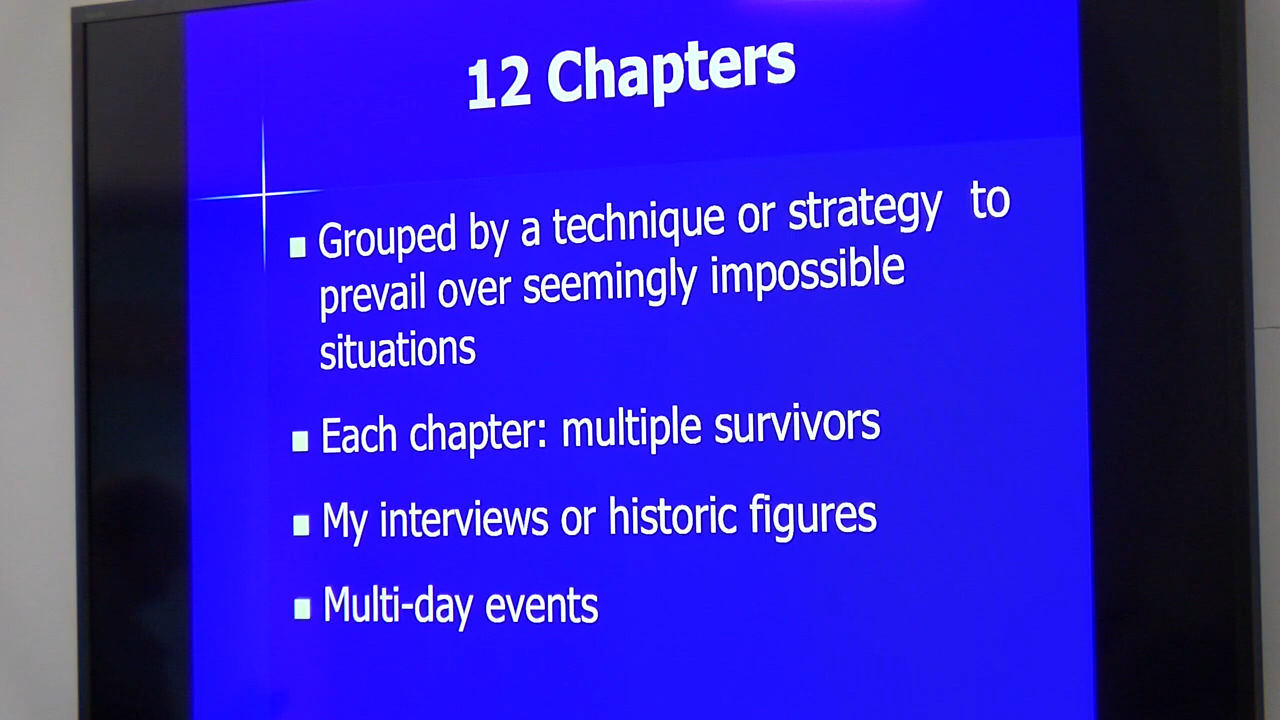 12 Chapters
Grouped by a technique or strategy to
prevail over seemingly impossible
situations
Each chapter: multiple survivors
My interviews or historic figures
Multi-day events